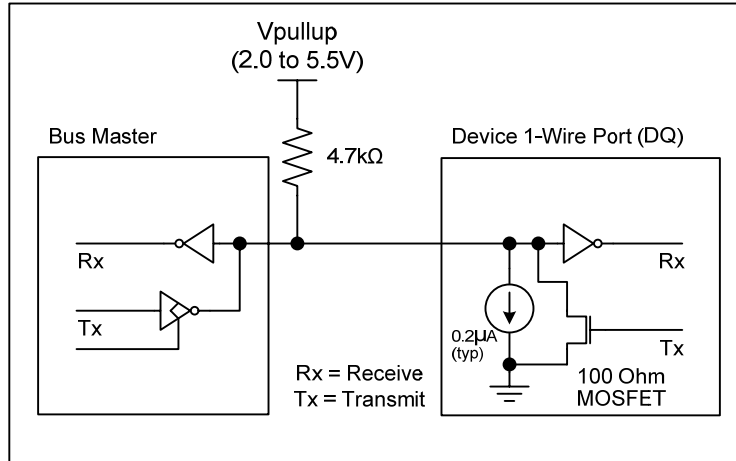 Vpullup
(2.0 to 5.5V)
Bus Master
4.7kΩ
Device 1-Wire Port (DQ)
Rx
Tx
Rx
Tx
0.2µA
(typ)
100 Ohm
MOSFET
Rx = Receive
Tx = Transmit